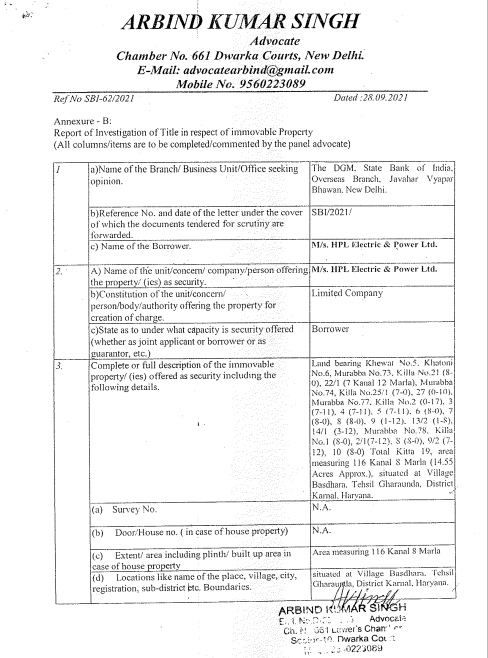 ARBIND KUMAR SINGH
Advocate
Chamber No. 661 Dwarka Courts, New Delhi.
E-Mail: advocatearbind@gmail.com
Mobile No. 9560223089
Ref No SBI-62/2021 Dated :28.09.2021
Annexure - B:
Report of Investigation of Title in respect of immovable Property
(All columns/items are to be completed/commented by the panel advocate)
1
a)Name of the Branch/ Business Unit/Office seeking
opinion.
The DGM, State Bank of India,
Overseas Branch, Javahar Vyapar
Bhawan, New Delhi.
b)Reference No. and date of the letter under the cover
of which the documents tendered for scrutiny are
forwarded.
SBI/2021/
c) Name of the Borrower.
M/s. HPL Electric & Power Ltd.
2.
A) Name of the unit/concern/ company/person offering
the property/ (ies) as security.
M/s. HPL Electric & Power Ltd.
b)Constitution of the unit/concern/
person/body/authority offering the property for
creation of charge.
Limited Company
c)State as to under what capacity is security offered
(whether as joint applicant or borrower or as
guarantor, etc.)
Borrower
3.
Complete or full description of the immovable
property/ (ies) offered as security including the
following details.
Land bearing Khewat No.5, Khatoni
No.6, Murabba No.73, Killa No.21 (8-
0), 22/1 (7 Kanal 12 Marla), Murabba
No.74, Killa No.25/1 (7-0), 27 (0-10),
Murabba No.77, Killa No.2 (0-17), 3
(7-11), 4 (7-11), 5 (7-11), 6 (8-0), 7
(8-0), 8 (8-0), 9 (1-12), 13/2 (1-8),
14/1 (3-12), Murabba No.78, Killa
No.1 (8-0), 2/1(7-12), 8 (8-0), 9/2 (7-
12), 10 (8-0) Total Kitta 19, area
measuring 116 Kanal 8 Marla (14.55
Acres Approx.), situated at Village
Basdhara, Tehsil Gharaunda, District
Karnal, Haryana.
(a) Survey No.
N.A.
(b) Door/House no. ( in case of house property)
N.A.
(c) Extent/ area including plinth/ built up area in
case of house property
Area measuring 116 Kanal 8 Marla
(d) Locations like name of the place, village, city,
registration, sub-district etc. Boundaries.
situated at Village Basdhara, Tehsil
Gharaunda, District Karnal, Haryana.
ARBIND KUMAR SINGH
Advocate
661 Lawer's
Dwarka
0223089